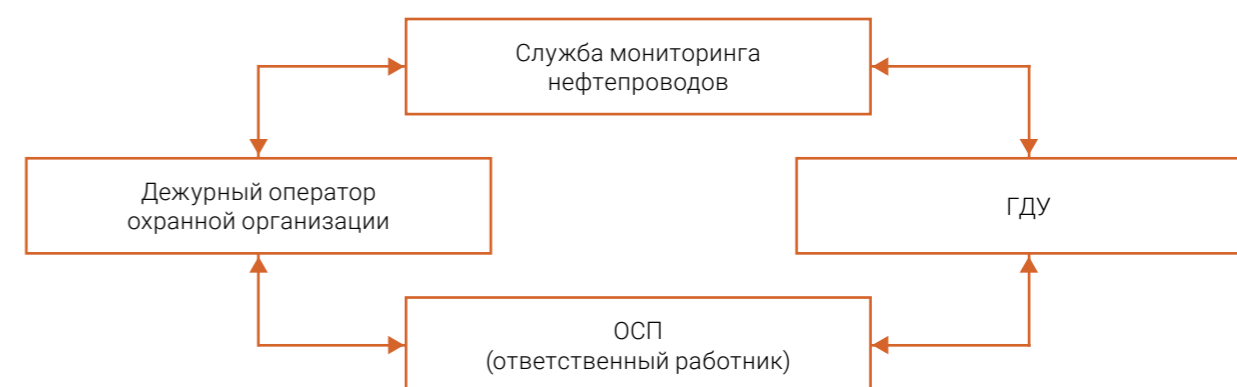 Служба мониторинга
нефтепроводов
Дежурный оператор
охранной организации
ГДУ
ОСП
(ответственный работник)